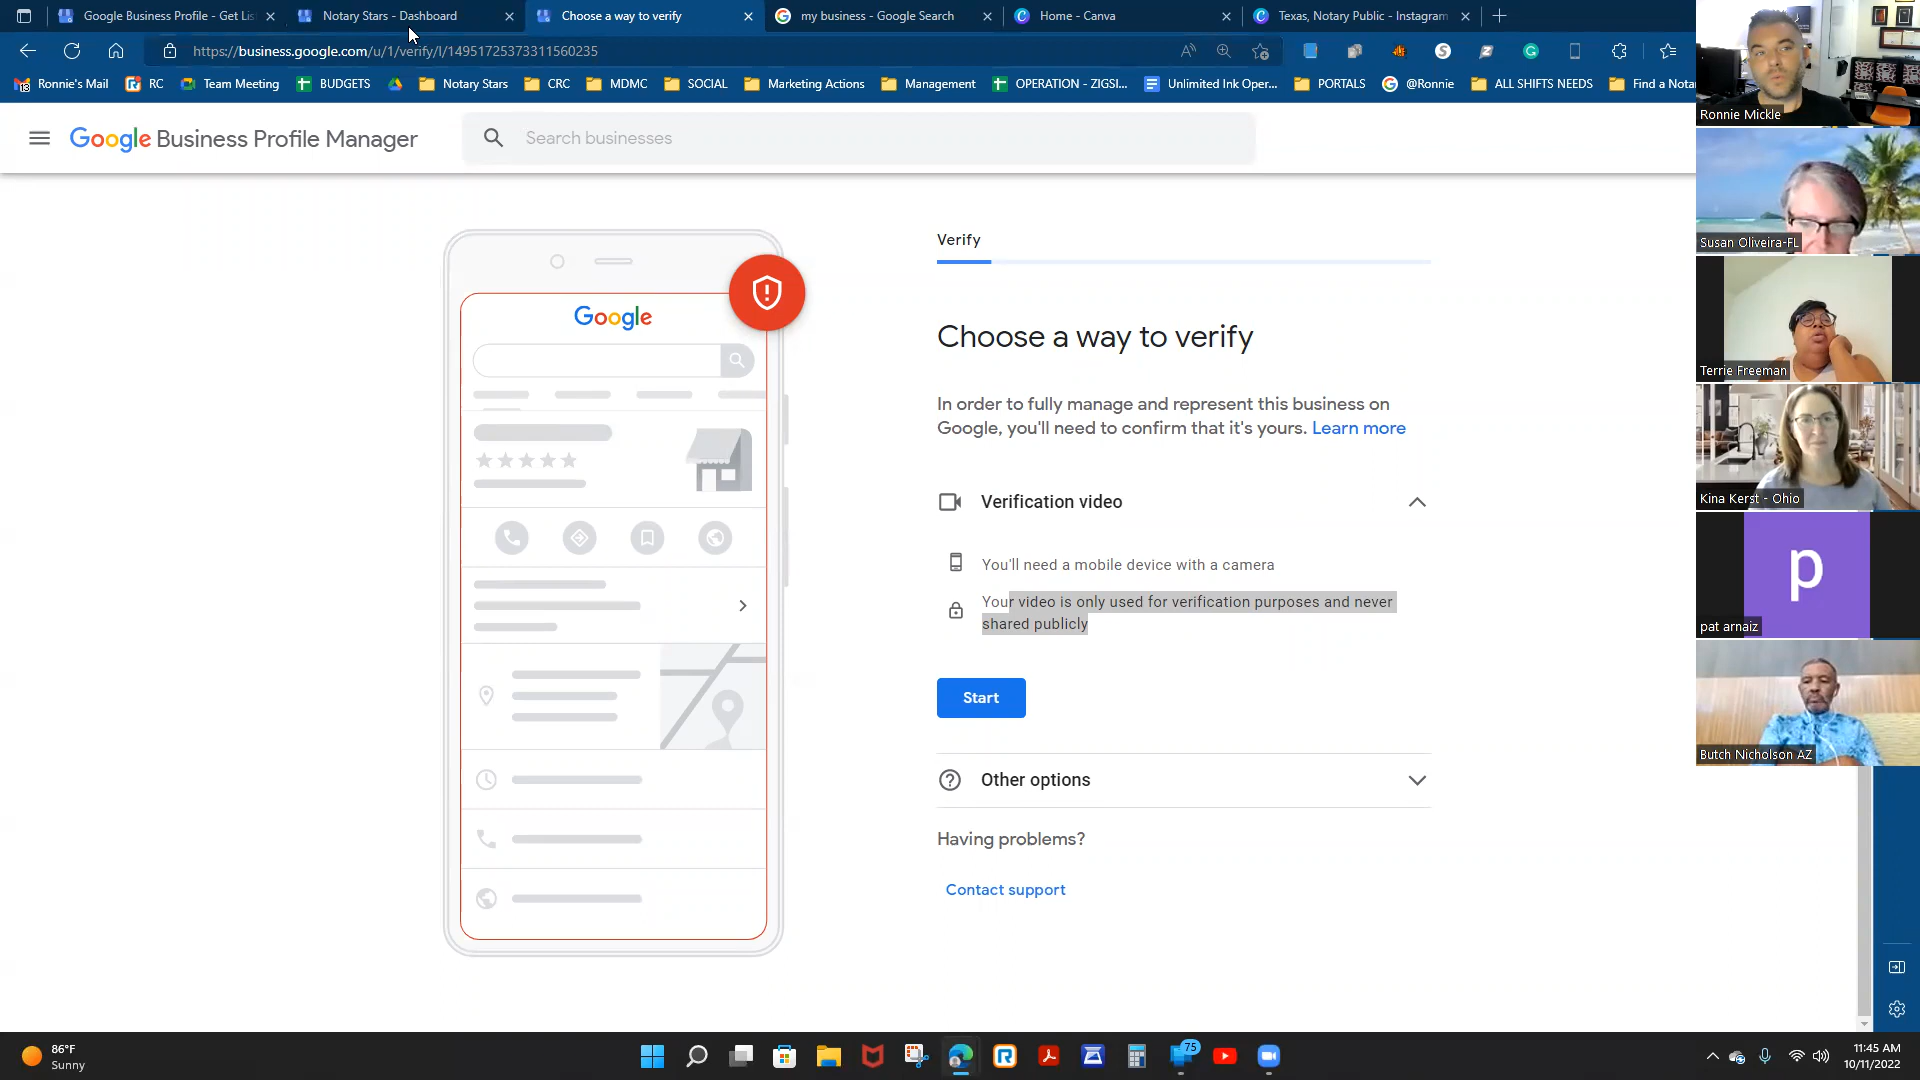 Google Business Profile - Get Lis
Notary Stars - Dashboard
Choose a way to verify
my business - Google Search
Home - Canva
Texas, Notary Public - Instagram
https://business.google.com/u/1/verify/l/14951725373311560235
Ronnie's Mail
RC
Team Meeting
BUDGETS
Notary Stars
CRC
MDMC
SOCIAL
Marketing Actions
Management
OPERATION - ZIGSI...
Unlimited Ink Oper...
PORTALS
@Ronnie
ALL SHIFTS NEEDS
Find a Nota
Google Business Profile Manager
Search businesses
Google
Verify
Choose a way to verify
In order to fully manage and represent this business on
Google, you'll need to confirm that it's yours. Learn more
Verification video
You'll need a mobile device with a camera
Your video is only used for verification purposes and never
shared publicly
Start
Other options
Having problems?
Contact support
Ronnie Mickle
Susan Oliveira-FL
Terrie Freeman
Kina Kerst - Ohio
p
pat arnaiz
Butch Nicholson AZ
86°F
Sunny
75
11:45 AM
10/11/2022